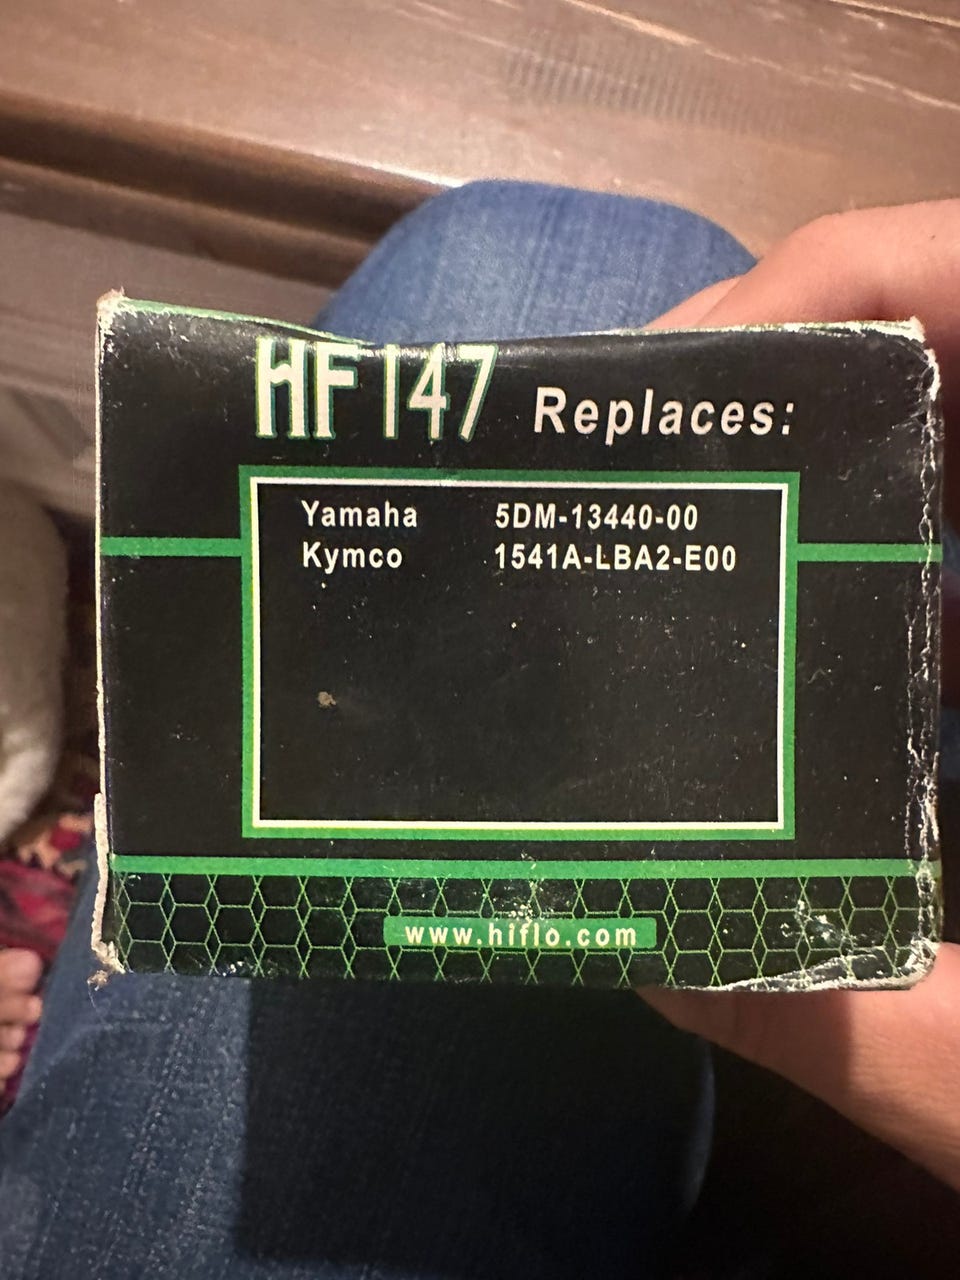 HF147 Replaces:
Yamaha 5DM-13440-00
Kymco 1541A-LBA2-E00
www.hiflo.com